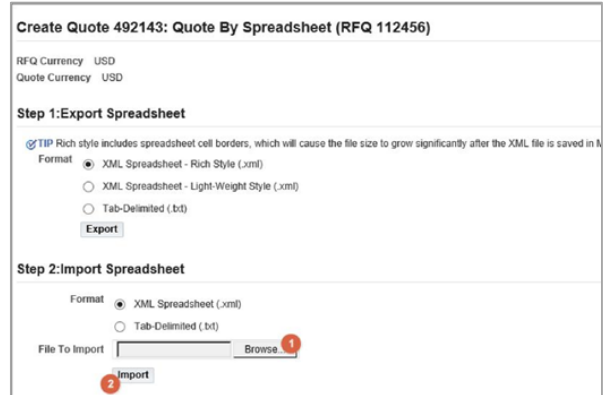 Create Quote 492143: Quote By Spreadsheet (RFQ 112456)
RFQ Currency USD
Quote Currency USD
Step 1:Export Spreadsheet
TIP Rich style includes spreadsheet cell borders, which will cause the file size to grow significantly after the XML file is saved in M
Format XML Spreadsheet - Rich Style (.xml)
XML Spreadsheet - Light-Weight Style (.xml)
Tab-Delimited (.txt)
Export
Step 2:Import Spreadsheet
Format XML Spreadsheet (.xml)
Tab-Delimited (.txt)
File To Import Browse... 1
Import
2